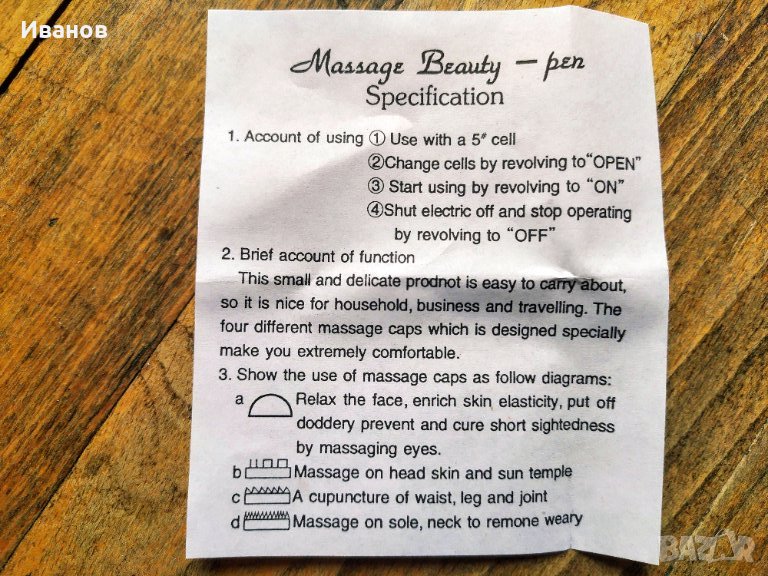 Иванов
Massage Beauty – pen
Specification
1. Account of using ① Use with a 5# cell
②Change cells by revolving to "OPEN"
③ Start using by revolving to "ON"
④Shut electric off and stop operating
by revolving to "OFF"
2. Brief account of function
This small and delicate prodnot is easy to carry about,
so it is nice for household, business and travelling. The
four different massage caps which is designed specially
make you extremely comfortable.
3. Show the use of massage caps as follow diagrams:
a Relax the face, enrich skin elasticity, put off
doddery prevent and cure short sightedness
by massaging eyes.
b Massage on head skin and sun temple
c A cupuncture of waist, leg and joint
d Massage on sole, neck to remone weary
BAZAR